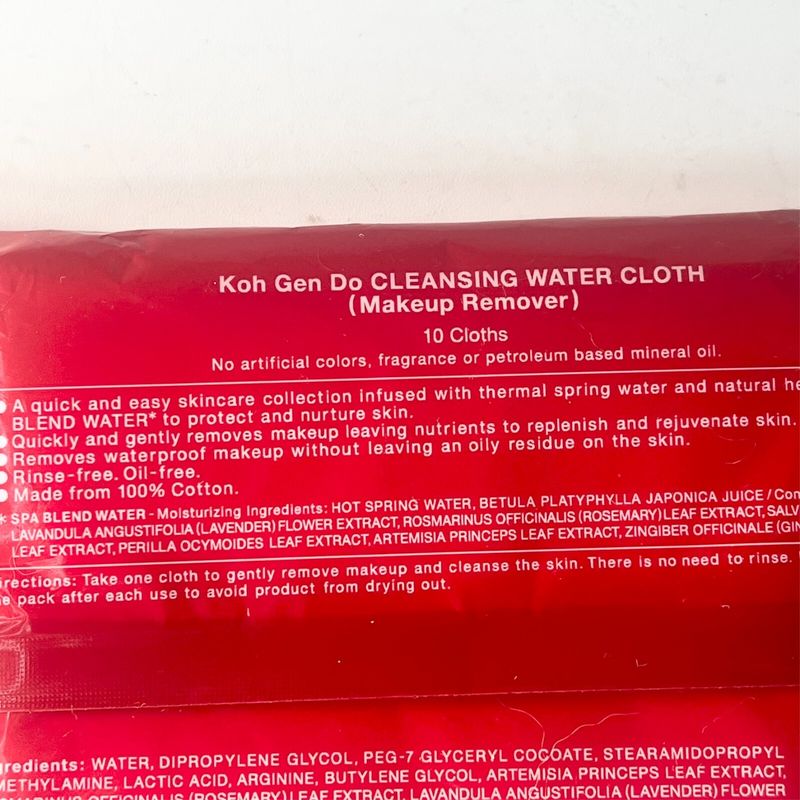 Koh Gen Do CLEANSING WATER CLOTH
(Makeup Remover)
10 Cloths
No artificial colors, fragrance or petroleum based mineral oil.
● A quick and easy skincare collection infused with thermal spring water and natural
BLEND WATER* to protect and nurture skin.
● Quickly and gently removes makeup leaving nutrients to replenish and rejuvenate skin.
● Removes waterproof makeup without leaving an oily residue on the skin.
● Rinse-free. Oil-free.
● Made from 100% Cotton.
* SPA BLEND WATER - Moisturizing Ingredients: HOT SPRING WATER, BETULA PLATYPHYLLA JAPONICA JUICE /
LAVANDULA ANGUSTIFOLIA (LAVENDER) FLOWER EXTRACT, ROSMARINUS OFFICINALIS (ROSEMARY) LEAF EXTRACT,
LEAF EXTRACT, PERILLA OCYMOIDES LEAF EXTRACT, ARTEMISIA PRINCEPS LEAF EXTRACT, ZINGIBER OFFICINALE
irections: Take one cloth to gently remove makeup and cleanse the skin. There is no need to rinse.
e pack after each use to avoid product from drying out.
redients: WATER, DIPROPYLENE GLYCOL, PEG-7 GLYCERYL COCOATE, STEARAMIDOPROPYL
METHYLAMINE, LACTIC ACID, ARGININE, BUTYLENE GLYCOL, ARTEMISIA PRINCEPS LEAF EXTRACT,
OFFICINALIS (ROSEMARY) LEAF EXTRACT, LAVANDULA ANGUSTIFOLIA (LAVENDER) FLOWER